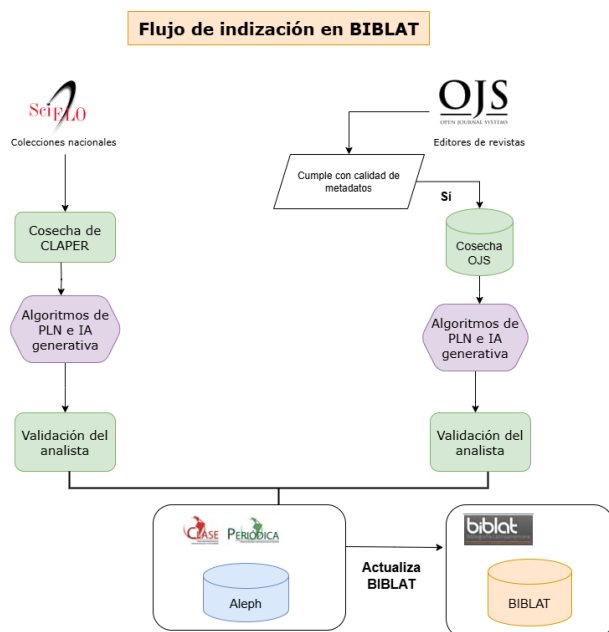 Flujo de indización en BIBLAT
SciELO
Colecciones nacionales
OJS
OPEN JOURNAL SYSTEMS
Editores de revistas
Cumple con calidad de
metadatos
Sí
Cosecha de
CLAPER
Cosecha
OJS
Algoritmos de
PLN e IA
generativa
Algoritmos de
PLN e IA
generativa
Validación del
analista
Validación del
analista
CLASE
PERIÓDICA
biblat
Actualiza
BIBLAT
Aleph
BIBLAT